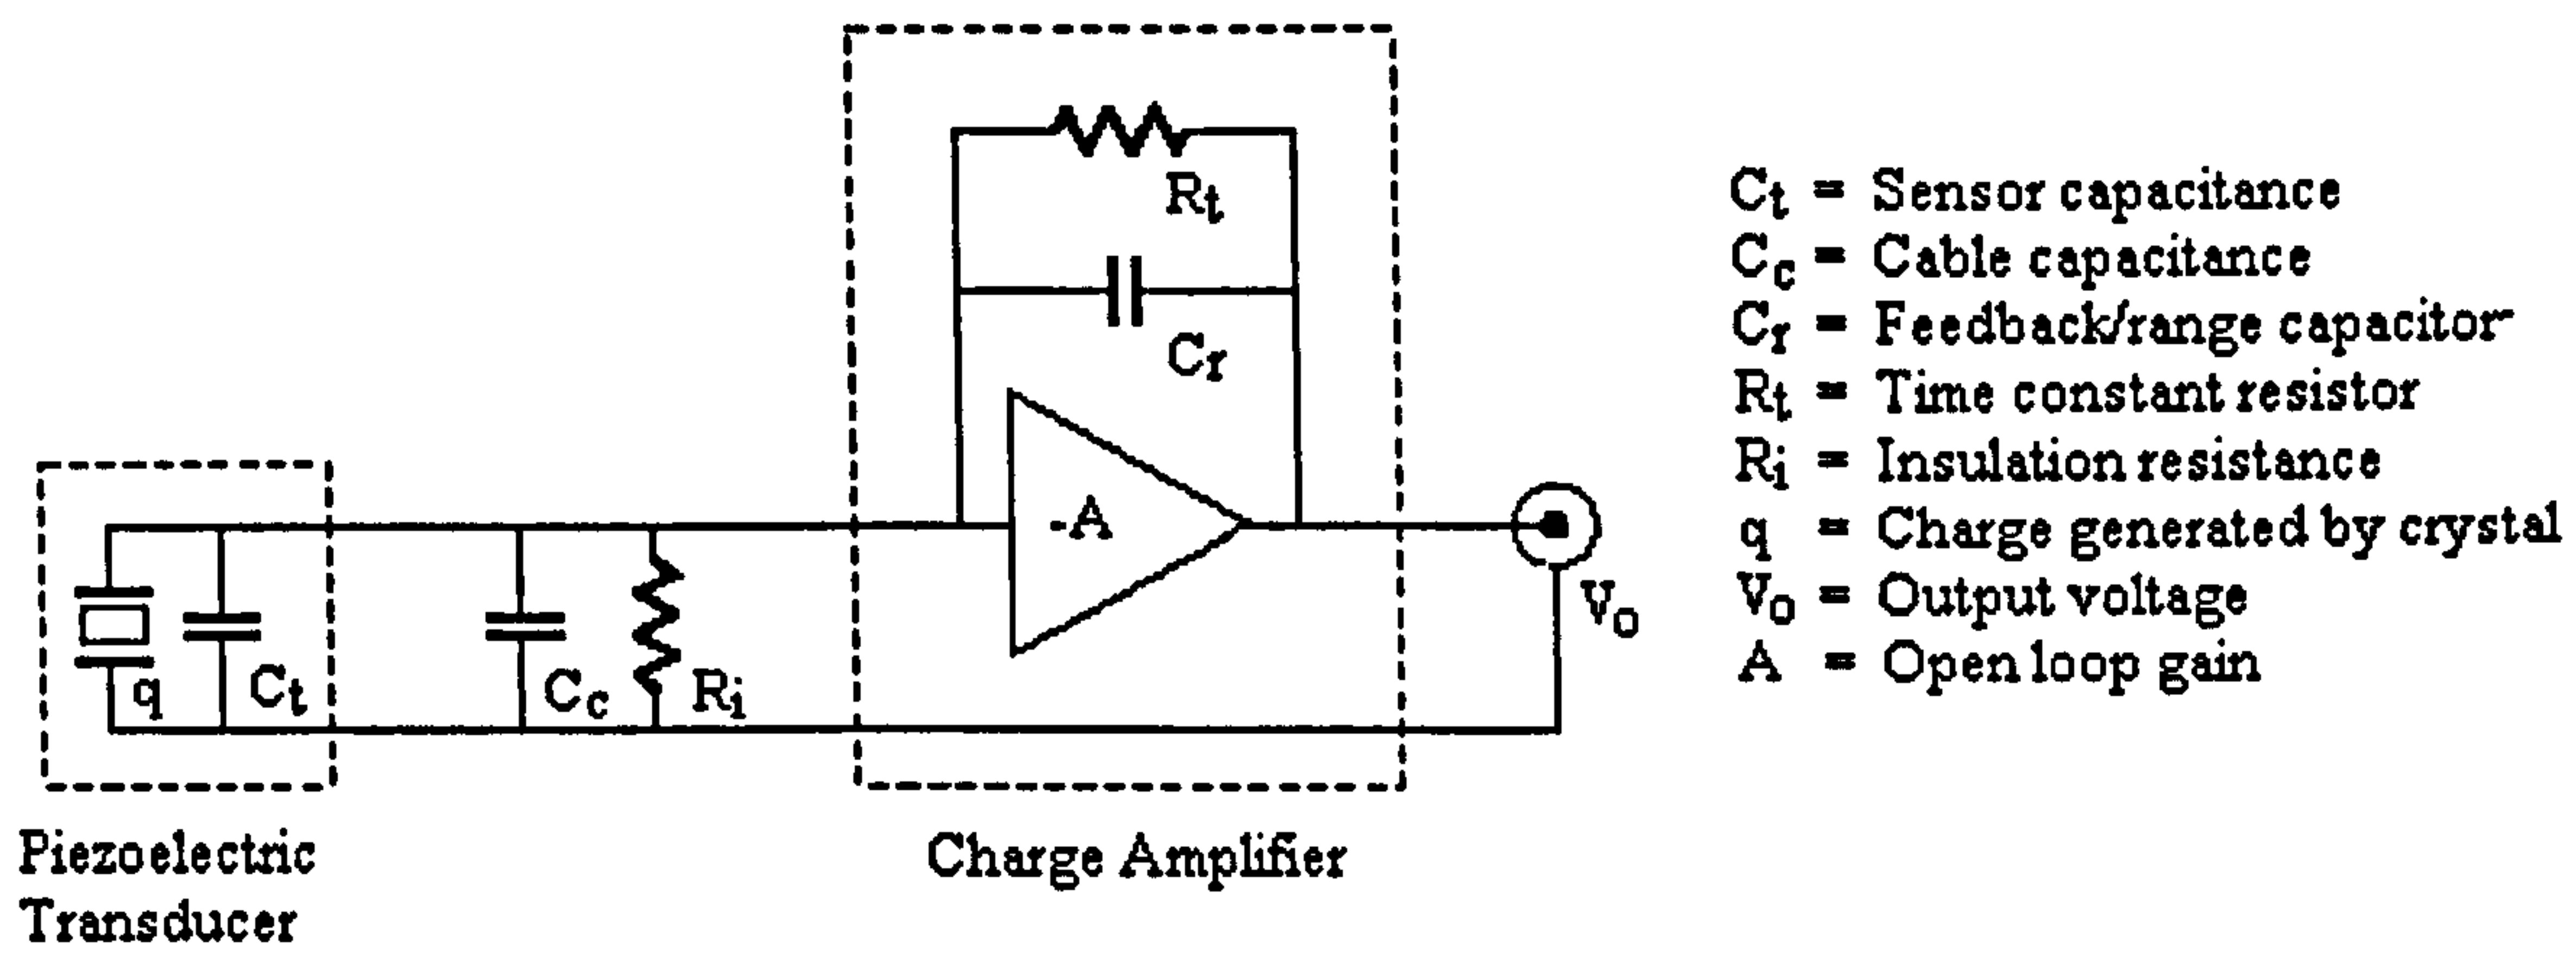 Rt
Cr
-A
q
Ct
Cc
Ri
Vo
Piezoelectric
Transducer
Charge Amplifier
Ct = Sensor capacitance
Cc = Cable capacitance
Cr = Feedback/range capacitor
Rt = Time constant resistor
Ri = Insulation resistance
q = Charge generated by crystal
Vo = Output voltage
A = Open loop gain